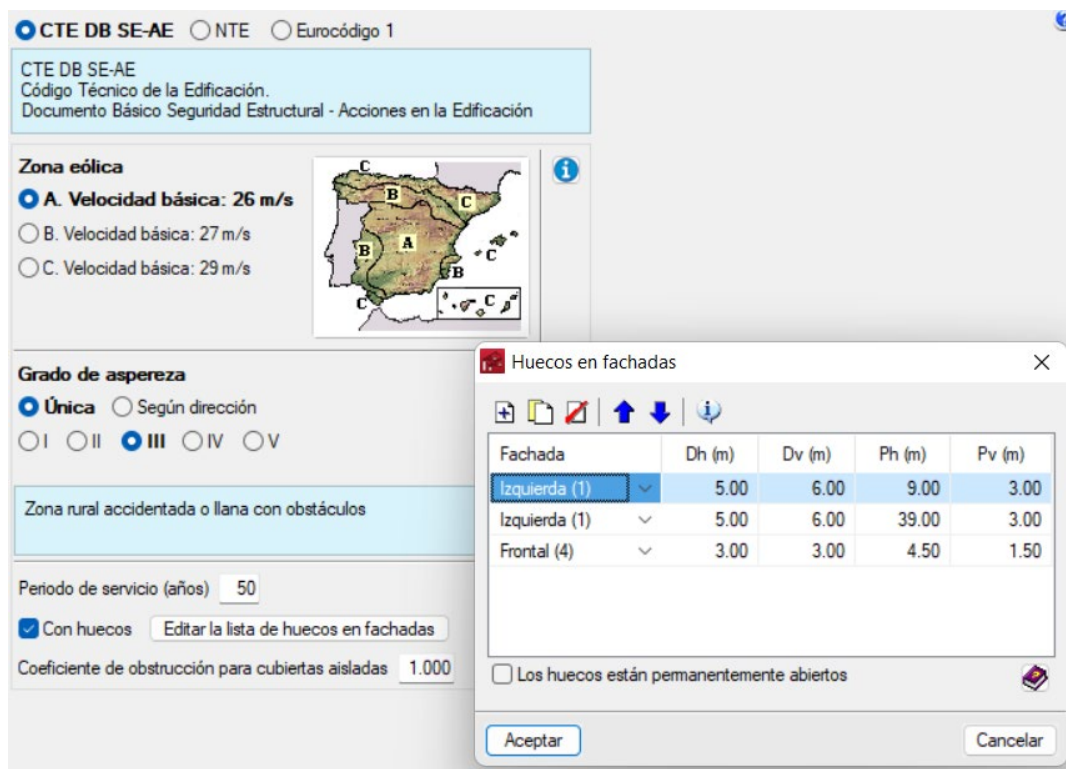 CTE DB SE-AE NTE Eurocódigo 1
CTE DB SE-AE
Código Técnico de la Edificación.
Documento Básico Seguridad Estructural - Acciones en la Edificación
Zona eólica
A. Velocidad básica: 26 m/s
B. Velocidad básica: 27 m/s
C. Velocidad básica: 29 m/s
C
B
C
B
A
C
B
C
C
Grado de aspereza
Única Según dirección
I II III IV V
Zona rural accidentada o llana con obstáculos
Periodo de servicio (años) 50
Con huecos Editar la lista de huecos en fachadas
Coeficiente de obstrucción para cubiertas aisladas 1.000
Huecos en fachadas
Fachada Dh (m) Dv (m) Ph (m) Pv (m)
Izquierda (1) 5.00 6.00 9.00 3.00
Izquierda (1) 5.00 6.00 39.00 3.00
Frontal (4) 3.00 3.00 4.50 1.50
Los huecos están permanentemente abiertos
Aceptar Cancelar